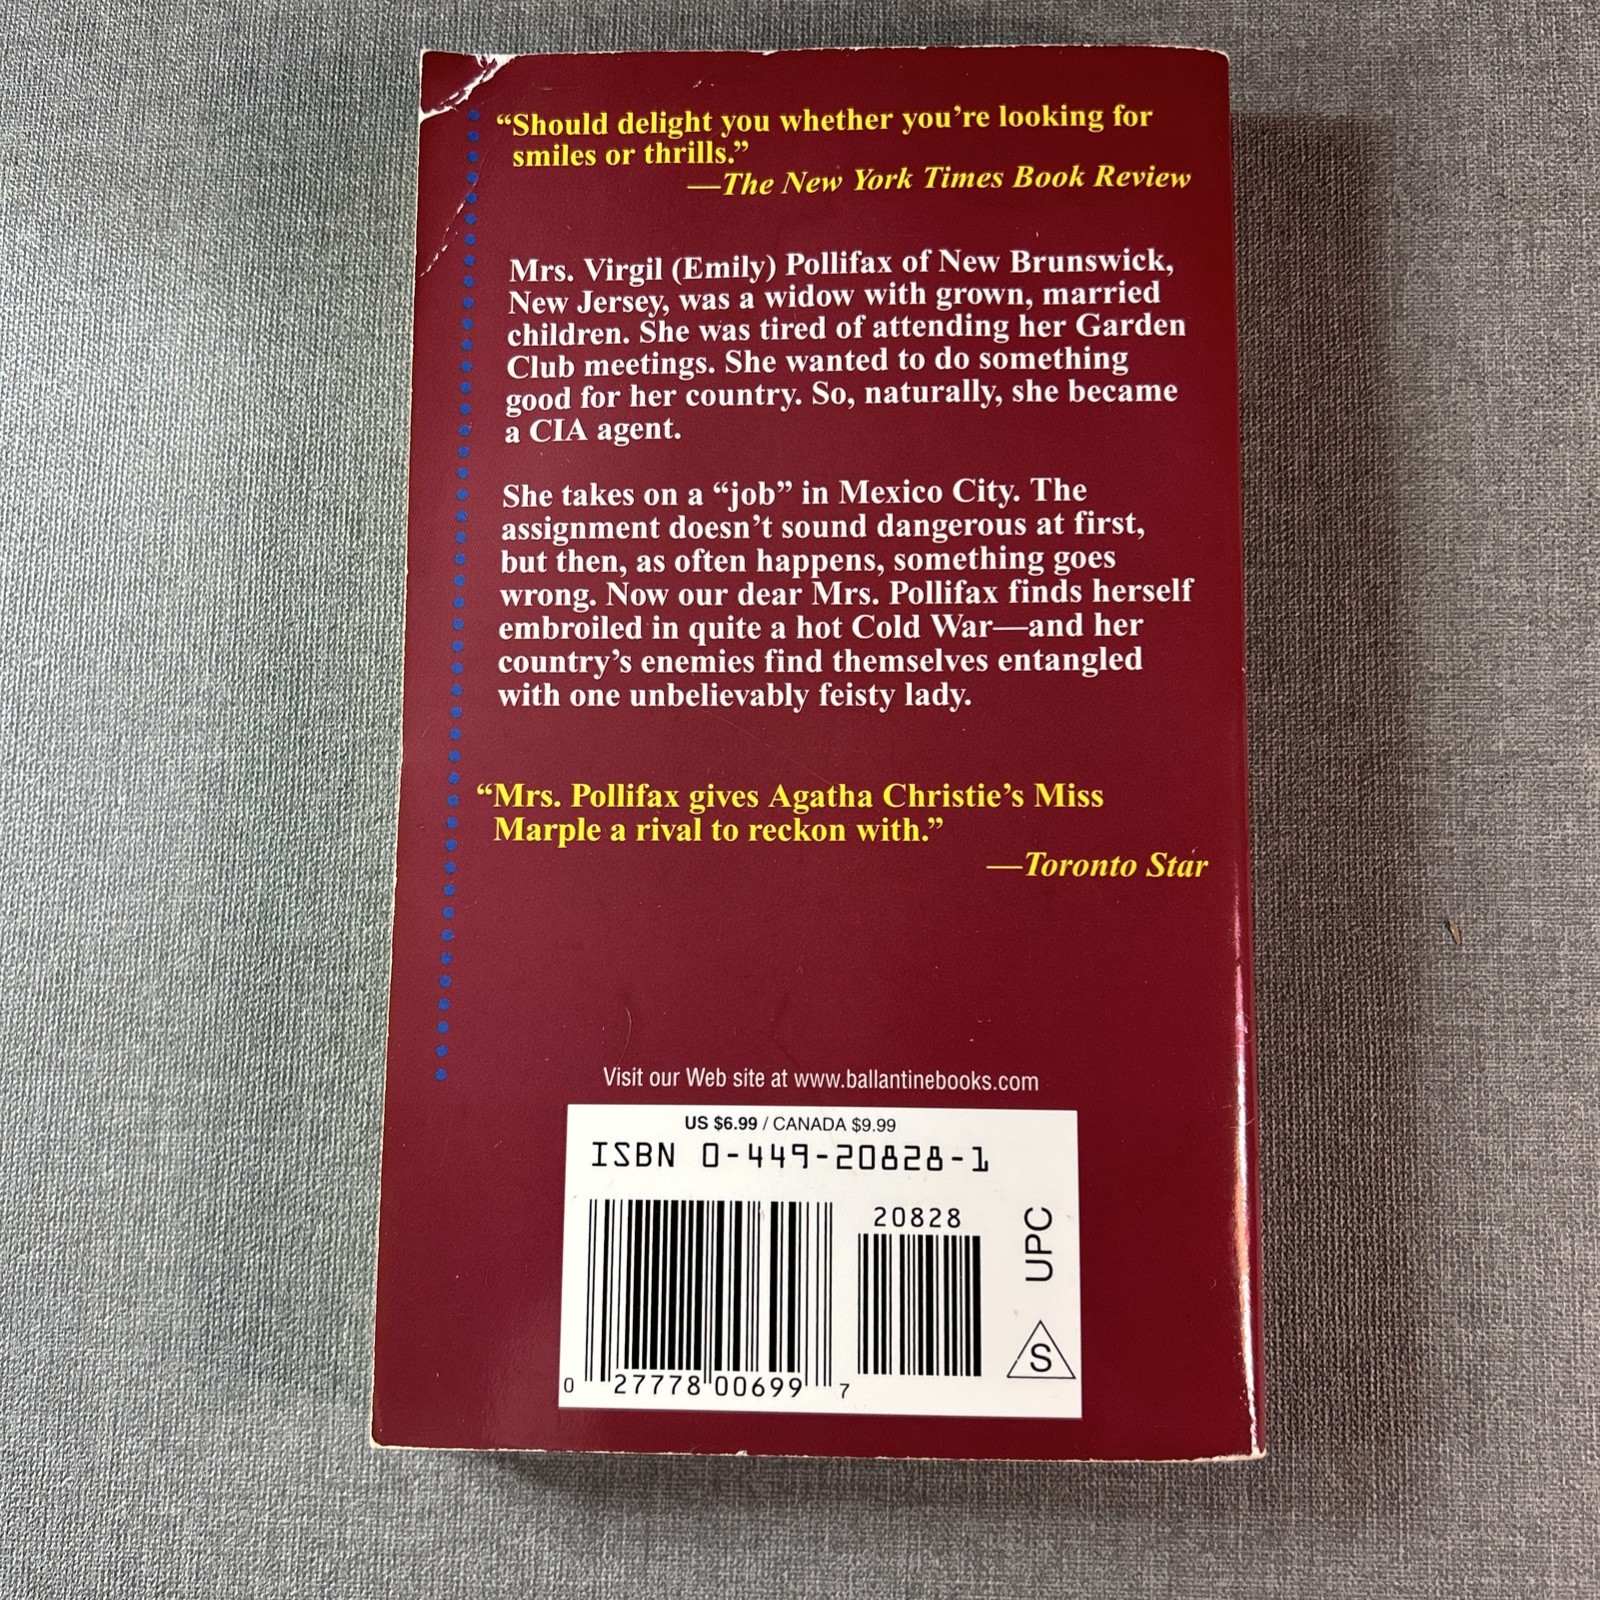 “Should delight you whether you’re looking for
smiles or thrills.”
—The New York Times Book Review
Mrs. Virgil (Emily) Pollifax of New Brunswick,
New Jersey, was a widow with grown, married
children. She was tired of attending her Garden
Club meetings. She wanted to do something
good for her country. So, naturally, she became
a CIA agent.
She takes on a “job” in Mexico City. The
assignment doesn’t sound dangerous at first,
but then, as often happens, something goes
wrong. Now our dear Mrs. Pollifax finds herself
embroiled in quite a hot Cold War—and her
country’s enemies find themselves entangled
with one unbelievably feisty lady.
“Mrs. Pollifax gives Agatha Christie’s Miss
Marple a rival to reckon with.”
—Toronto Star
Visit our Web site at www.ballantinebooks.com
US $6.99 / CANADA $9.99
ISBN 0-449-20828-1
20828
UPC
S
0 27778 00699 7